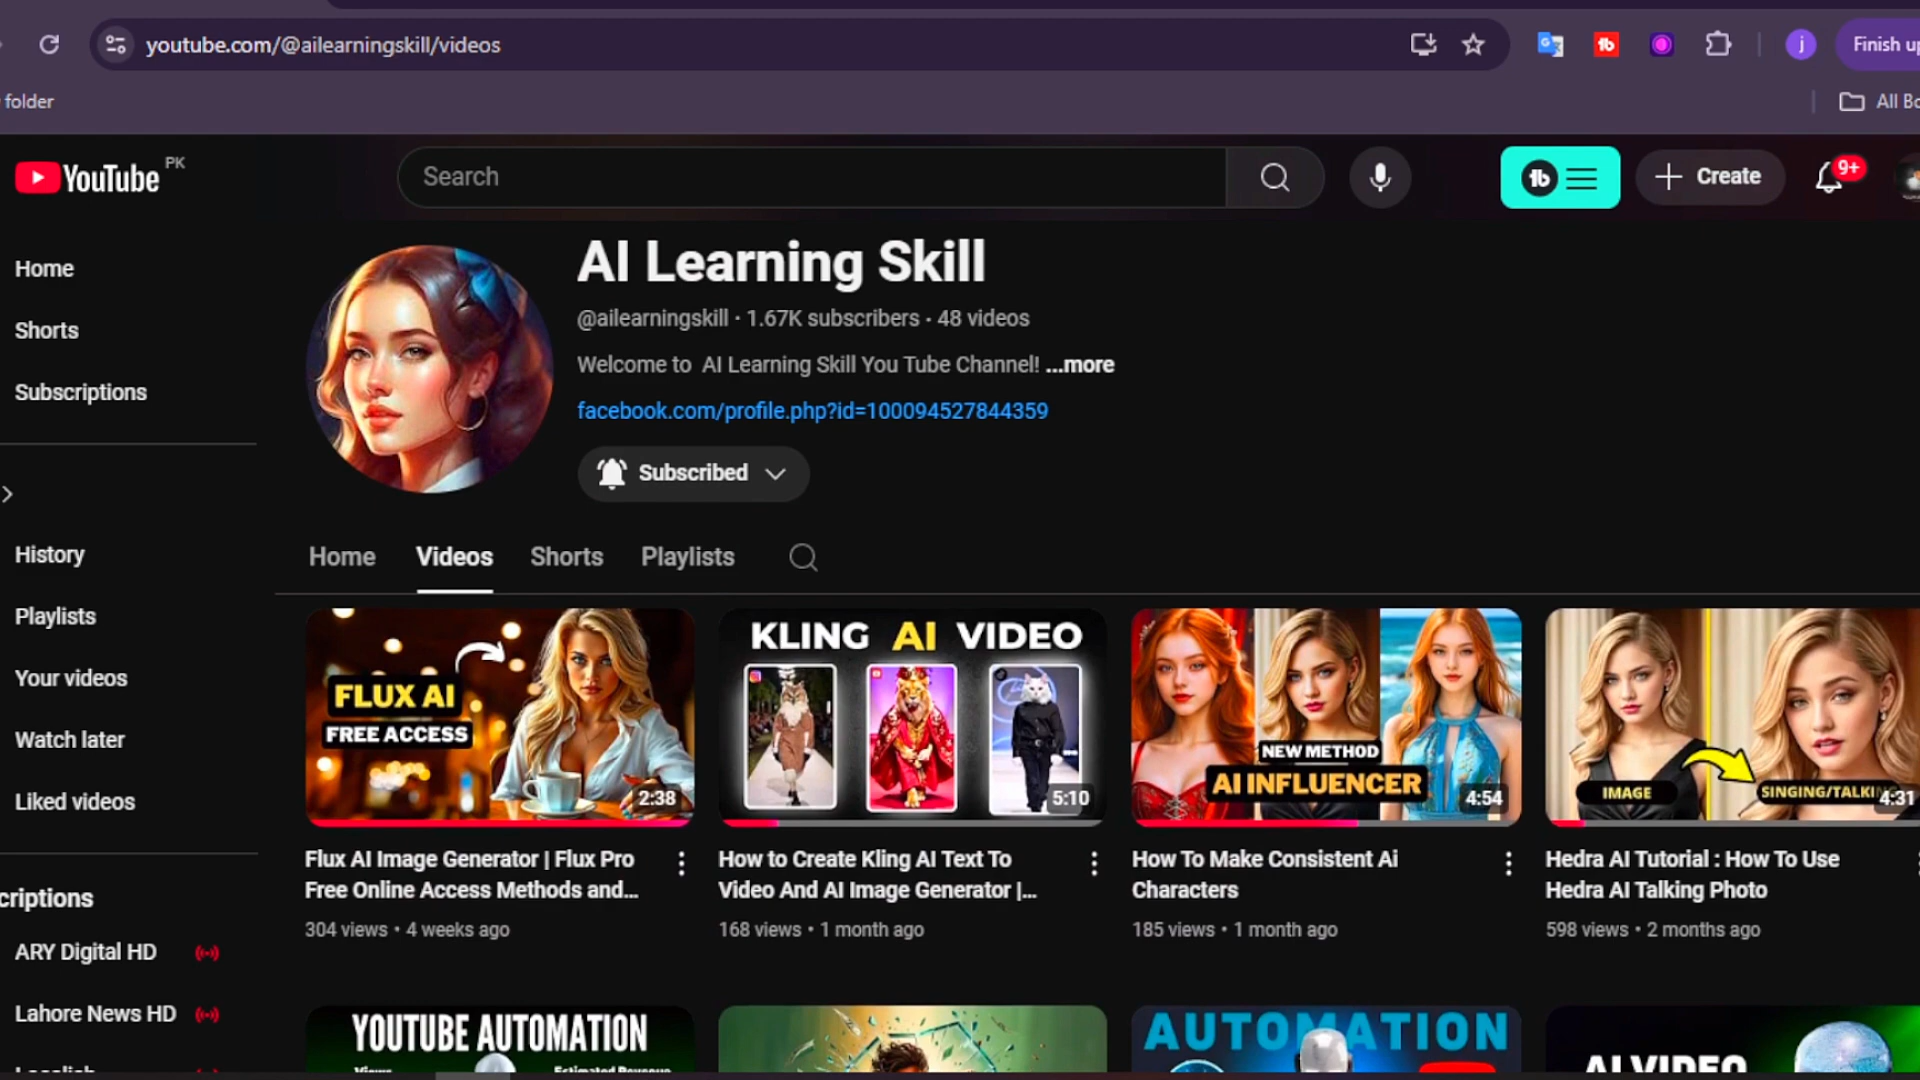 youtube.com/@ailearningskill/videos
j
Finish up
folder
All Bo
YouTube PK
Search
Create
9+
Home
Shorts
Subscriptions
History
Playlists
Your videos
Watch later
Liked videos
criptions
ARY Digital HD
Lahore News HD
AI Learning Skill
@ailearningskill · 1.67K subscribers · 48 videos
Welcome to AI Learning Skill You Tube Channel! ...more
facebook.com/profile.php?id=100094527844359
Subscribed
Home Videos Shorts Playlists
FLUX AI
FREE ACCESS
2:38
Flux AI Image Generator | Flux Pro
Free Online Access Methods and...
304 views • 4 weeks ago
KLING AI VIDEO
5:10
How to Create Kling AI Text To
Video And AI Image Generator |...
168 views • 1 month ago
NEW METHOD
AI INFLUENCER
4:54
How To Make Consistent Ai
Characters
185 views • 1 month ago
IMAGE
SINGING/TALKI
4:31
Hedra AI Tutorial : How To Use
Hedra AI Talking Photo
598 views • 2 months ago
YOUTUBE AUTOMATION
Views
Estimated Revenue
AUTOMATION
AI VIDEO